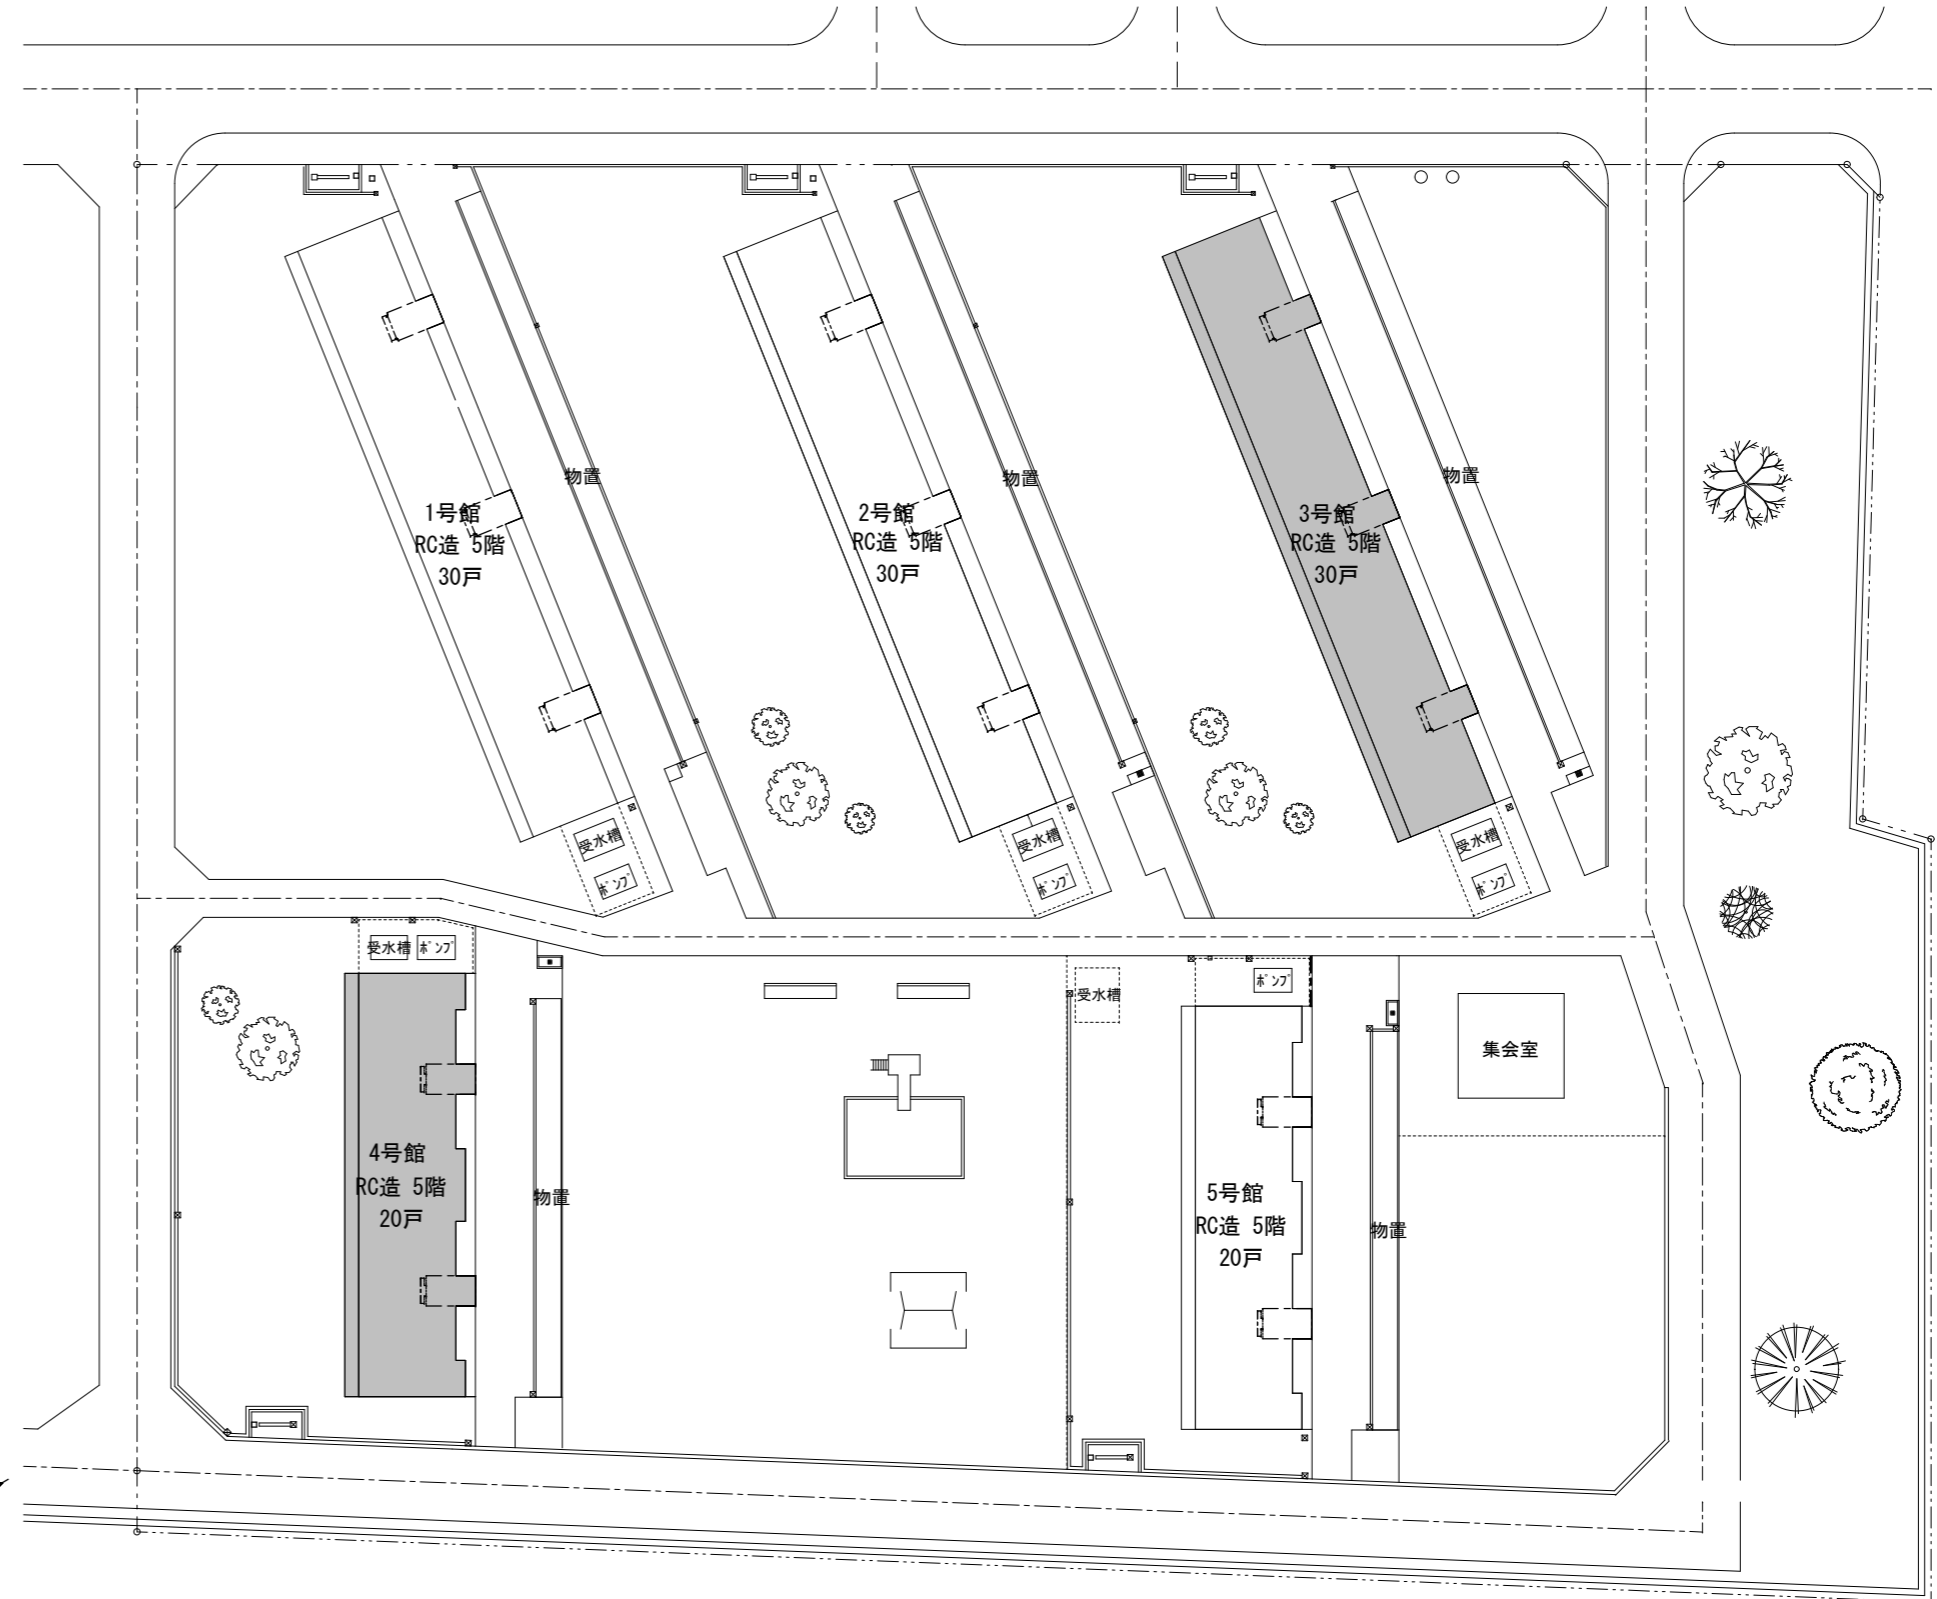 物置
物置
物置
1号館
RC造 5階
30戸
2号館
RC造 5階
30戸
3号館
RC造 5階
30戸
受水槽
ポンプ
受水槽
ポンプ
受水槽
ポンプ
受水槽
ポンプ
受水槽
ポンプ
集会室
4号館
RC造 5階
20戸
物置
5号館
RC造 5階
20戸
物置